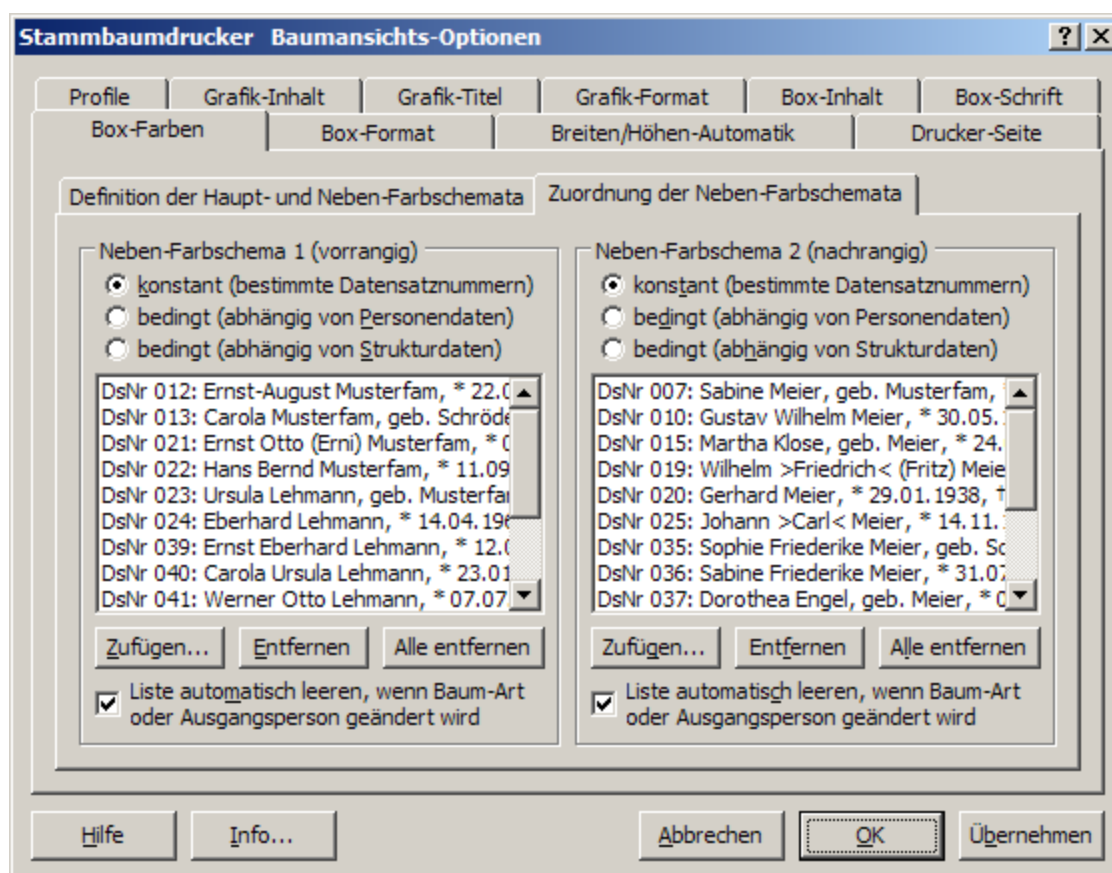 Stammbaumdrucker Baumansichts-Optionen
Profile
Grafik-Inhalt
Grafik-Titel
Grafik-Format
Box-Inhalt
Box-Schrift
Box-Farben
Box-Format
Breiten/Höhen-Automatik
Drucker-Seite
Definition der Haupt- und Neben-Farbschemata
Zuordnung der Neben-Farbschemata
Neben-Farbschema 1 (vorrangig)
konstant (bestimmte Datensatznummern)
bedingt (abhängig von Personendaten)
bedingt (abhängig von Strukturdaten)
DsNr 012: Ernst-August Musterfam, * 22.0
DsNr 013: Carola Musterfam, geb. Schröde
DsNr 021: Ernst Otto (Erni) Musterfam, * 0
DsNr 022: Hans Bernd Musterfam, * 11.09
DsNr 023: Ursula Lehmann, geb. Musterfam
DsNr 024: Eberhard Lehmann, * 14.04.196
DsNr 039: Ernst Eberhard Lehmann, * 12.0
DsNr 040: Carola Ursula Lehmann, * 23.01
DsNr 041: Werner Otto Lehmann, * 07.07
Zufügen...
Entfernen
Alle entfernen
Liste automatisch leeren, wenn Baum-Art
oder Ausgangsperson geändert wird
Neben-Farbschema 2 (nachrangig)
konstant (bestimmte Datensatznummern)
bedingt (abhängig von Personendaten)
bedingt (abhängig von Strukturdaten)
DsNr 007: Sabine Meier, geb. Musterfam,
DsNr 010: Gustav Wilhelm Meier, * 30.05.
DsNr 015: Martha Klose, geb. Meier, * 24.
DsNr 019: Wilhelm >Friedrich< (Fritz) Meie
DsNr 020: Gerhard Meier, * 29.01.1938, †
DsNr 025: Johann >Carl< Meier, * 14.11.
DsNr 035: Sophie Friederike Meier, geb. Sc
DsNr 036: Sabine Friederike Meier, * 31.07
DsNr 037: Dorothea Engel, geb. Meier, * 0
Zufügen...
Entfernen
Alle entfernen
Liste automatisch leeren, wenn Baum-Art
oder Ausgangsperson geändert wird
Hilfe
Info...
Abbrechen
OK
Übernehmen